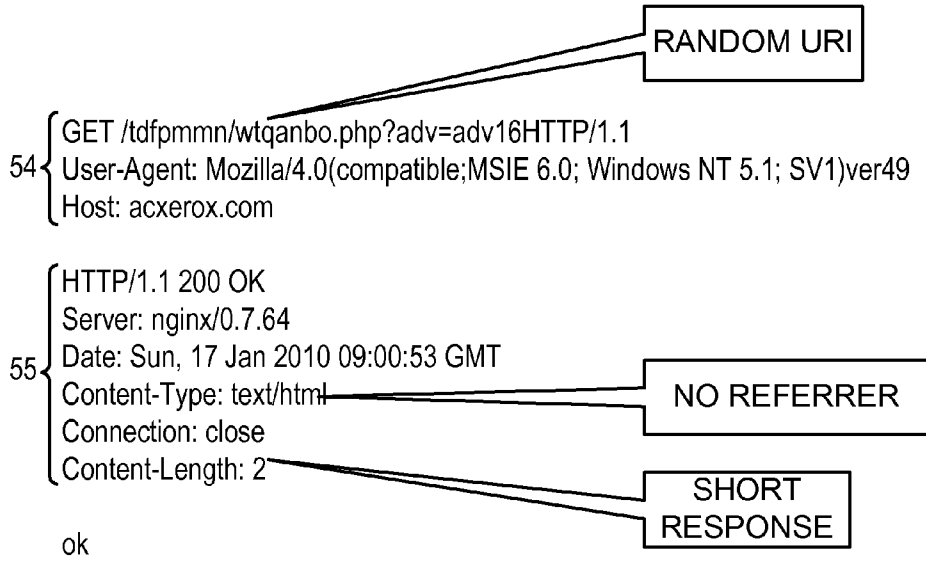 RANDOM URI
54
GET /tdfpmmn/wtqanbo.php?adv=adv16HTTP/1.1
User-Agent: Mozilla/4.0(compatible;MSIE 6.0; Windows NT 5.1; SV1)ver49
Host: acxerox.com
55
HTTP/1.1 200 OK
Server: nginx/0.7.64
Date: Sun, 17 Jan 2010 09:00:53 GMT
Content-Type: text/html
NO REFERRER
Connection: close
Content-Length: 2
SHORT
RESPONSE
ok